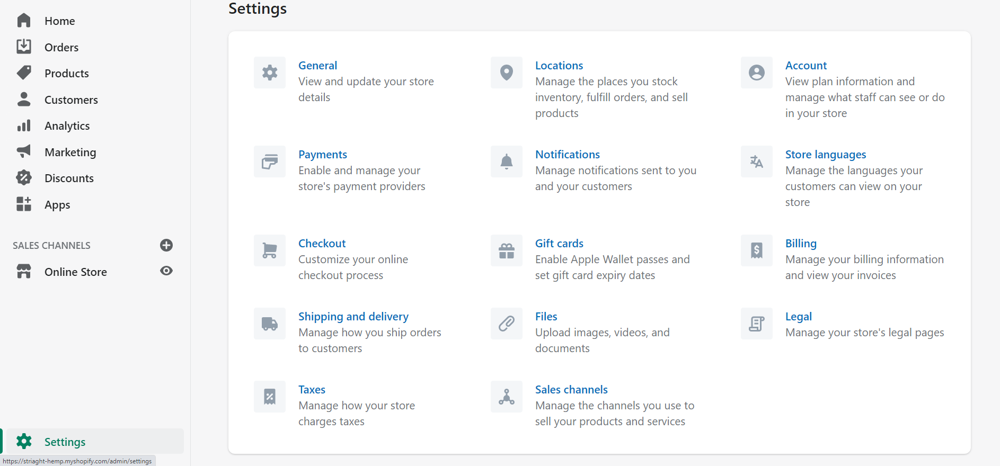 Home
Orders
Products
Customers
Analytics
Marketing
Discounts
Apps
SALES CHANNELS
Online Store
Settings
https://striaght-hemp.myshopify.com/admin/settings
Settings
General
View and update your store
details
Locations
Manage the places you stock
inventory, fulfill orders, and sell
products
Account
View plan information and
manage what staff can see or do
in your store
Payments
Enable and manage your
store's payment providers
Notifications
Manage notifications sent to you
and your customers
Store languages
Manage the languages your
customers can view on your
store
Checkout
Customize your online
checkout process
Gift cards
Enable Apple Wallet passes and
set gift card expiry dates
Billing
Manage your billing information
and view your invoices
Shipping and delivery
Manage how you ship orders
to customers
Files
Upload images, videos, and
documents
Legal
Manage your store's legal pages
Taxes
Manage how your store
charges taxes
Sales channels
Manage the channels you use to
sell your products and services